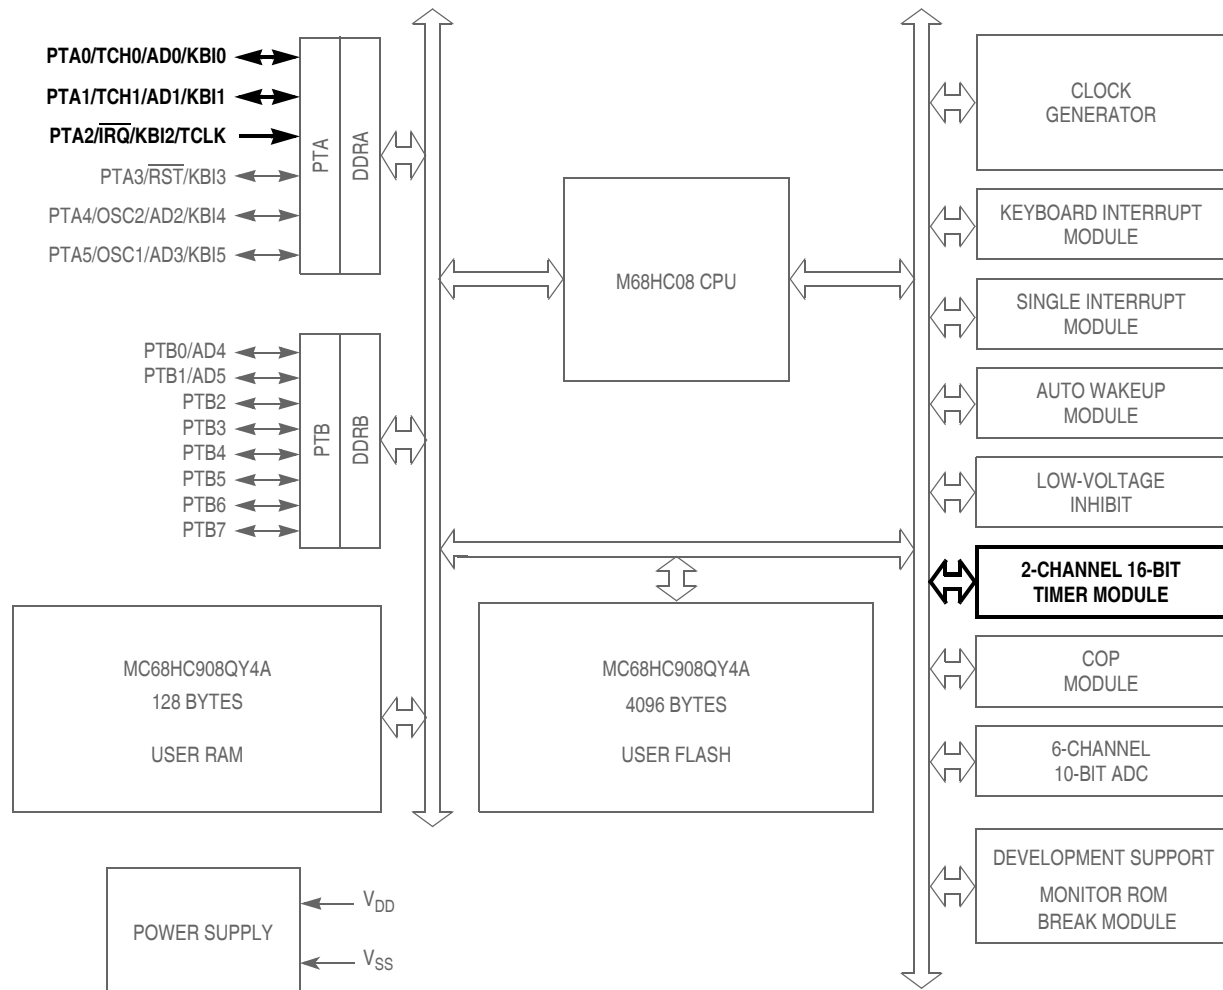 PTA0/TCH0/AD0/KBI0
PTA1/TCH1/AD1/KBI1
PTA2/IRQ/KBI2/TCLK
PTA3/RST/KBI3
PTA4/OSC2/AD2/KBI4
PTA5/OSC1/AD3/KBI5
PTA
DDRA
PTB0/AD4
PTB1/AD5
PTB2
PTB3
PTB4
PTB5
PTB6
PTB7
PTB
DDRB
M68HC08 CPU
CLOCK
GENERATOR
KEYBOARD INTERRUPT
MODULE
SINGLE INTERRUPT
MODULE
AUTO WAKEUP
MODULE
LOW-VOLTAGE
INHIBIT
2-CHANNEL 16-BIT
TIMER MODULE
COP
MODULE
6-CHANNEL
10-BIT ADC
DEVELOPMENT SUPPORT
MONITOR ROM
BREAK MODULE
MC68HC908QY4A
128 BYTES
USER RAM
MC68HC908QY4A
4096 BYTES
USER FLASH
POWER SUPPLY
VDD
VSS